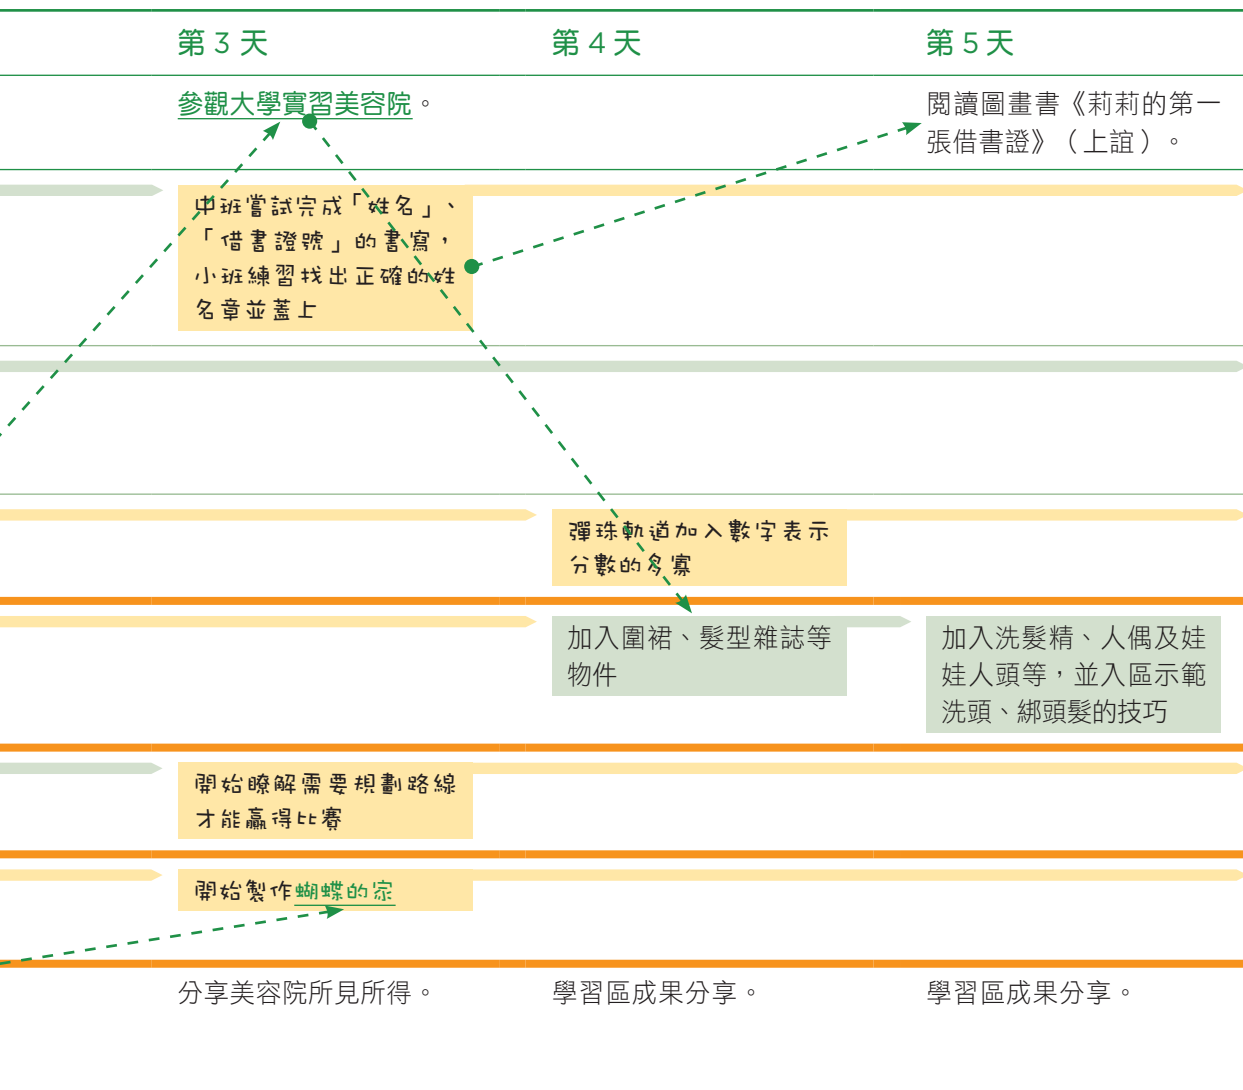 第 3 天
第 4 天
第 5 天
參觀大學實習美容院。
閱讀圖畫書《莉莉的第一
張借書證》（上誼）。
中班嘗試完成「姓名」、
「借書證號」的書寫，
小班練習找出正確的姓
名章並蓋上
彈珠軌道加入數字表示
分數的多寡
加入圍裙、髮型雜誌等
物件
加入洗髮精、人偶及娃
娃人頭等，並入區示範
洗頭、綁頭髮的技巧
開始瞭解需要規劃路線
才能贏得比賽
開始製作蝴蝶的家
分享美容院所見所得。
學習區成果分享。
學習區成果分享。